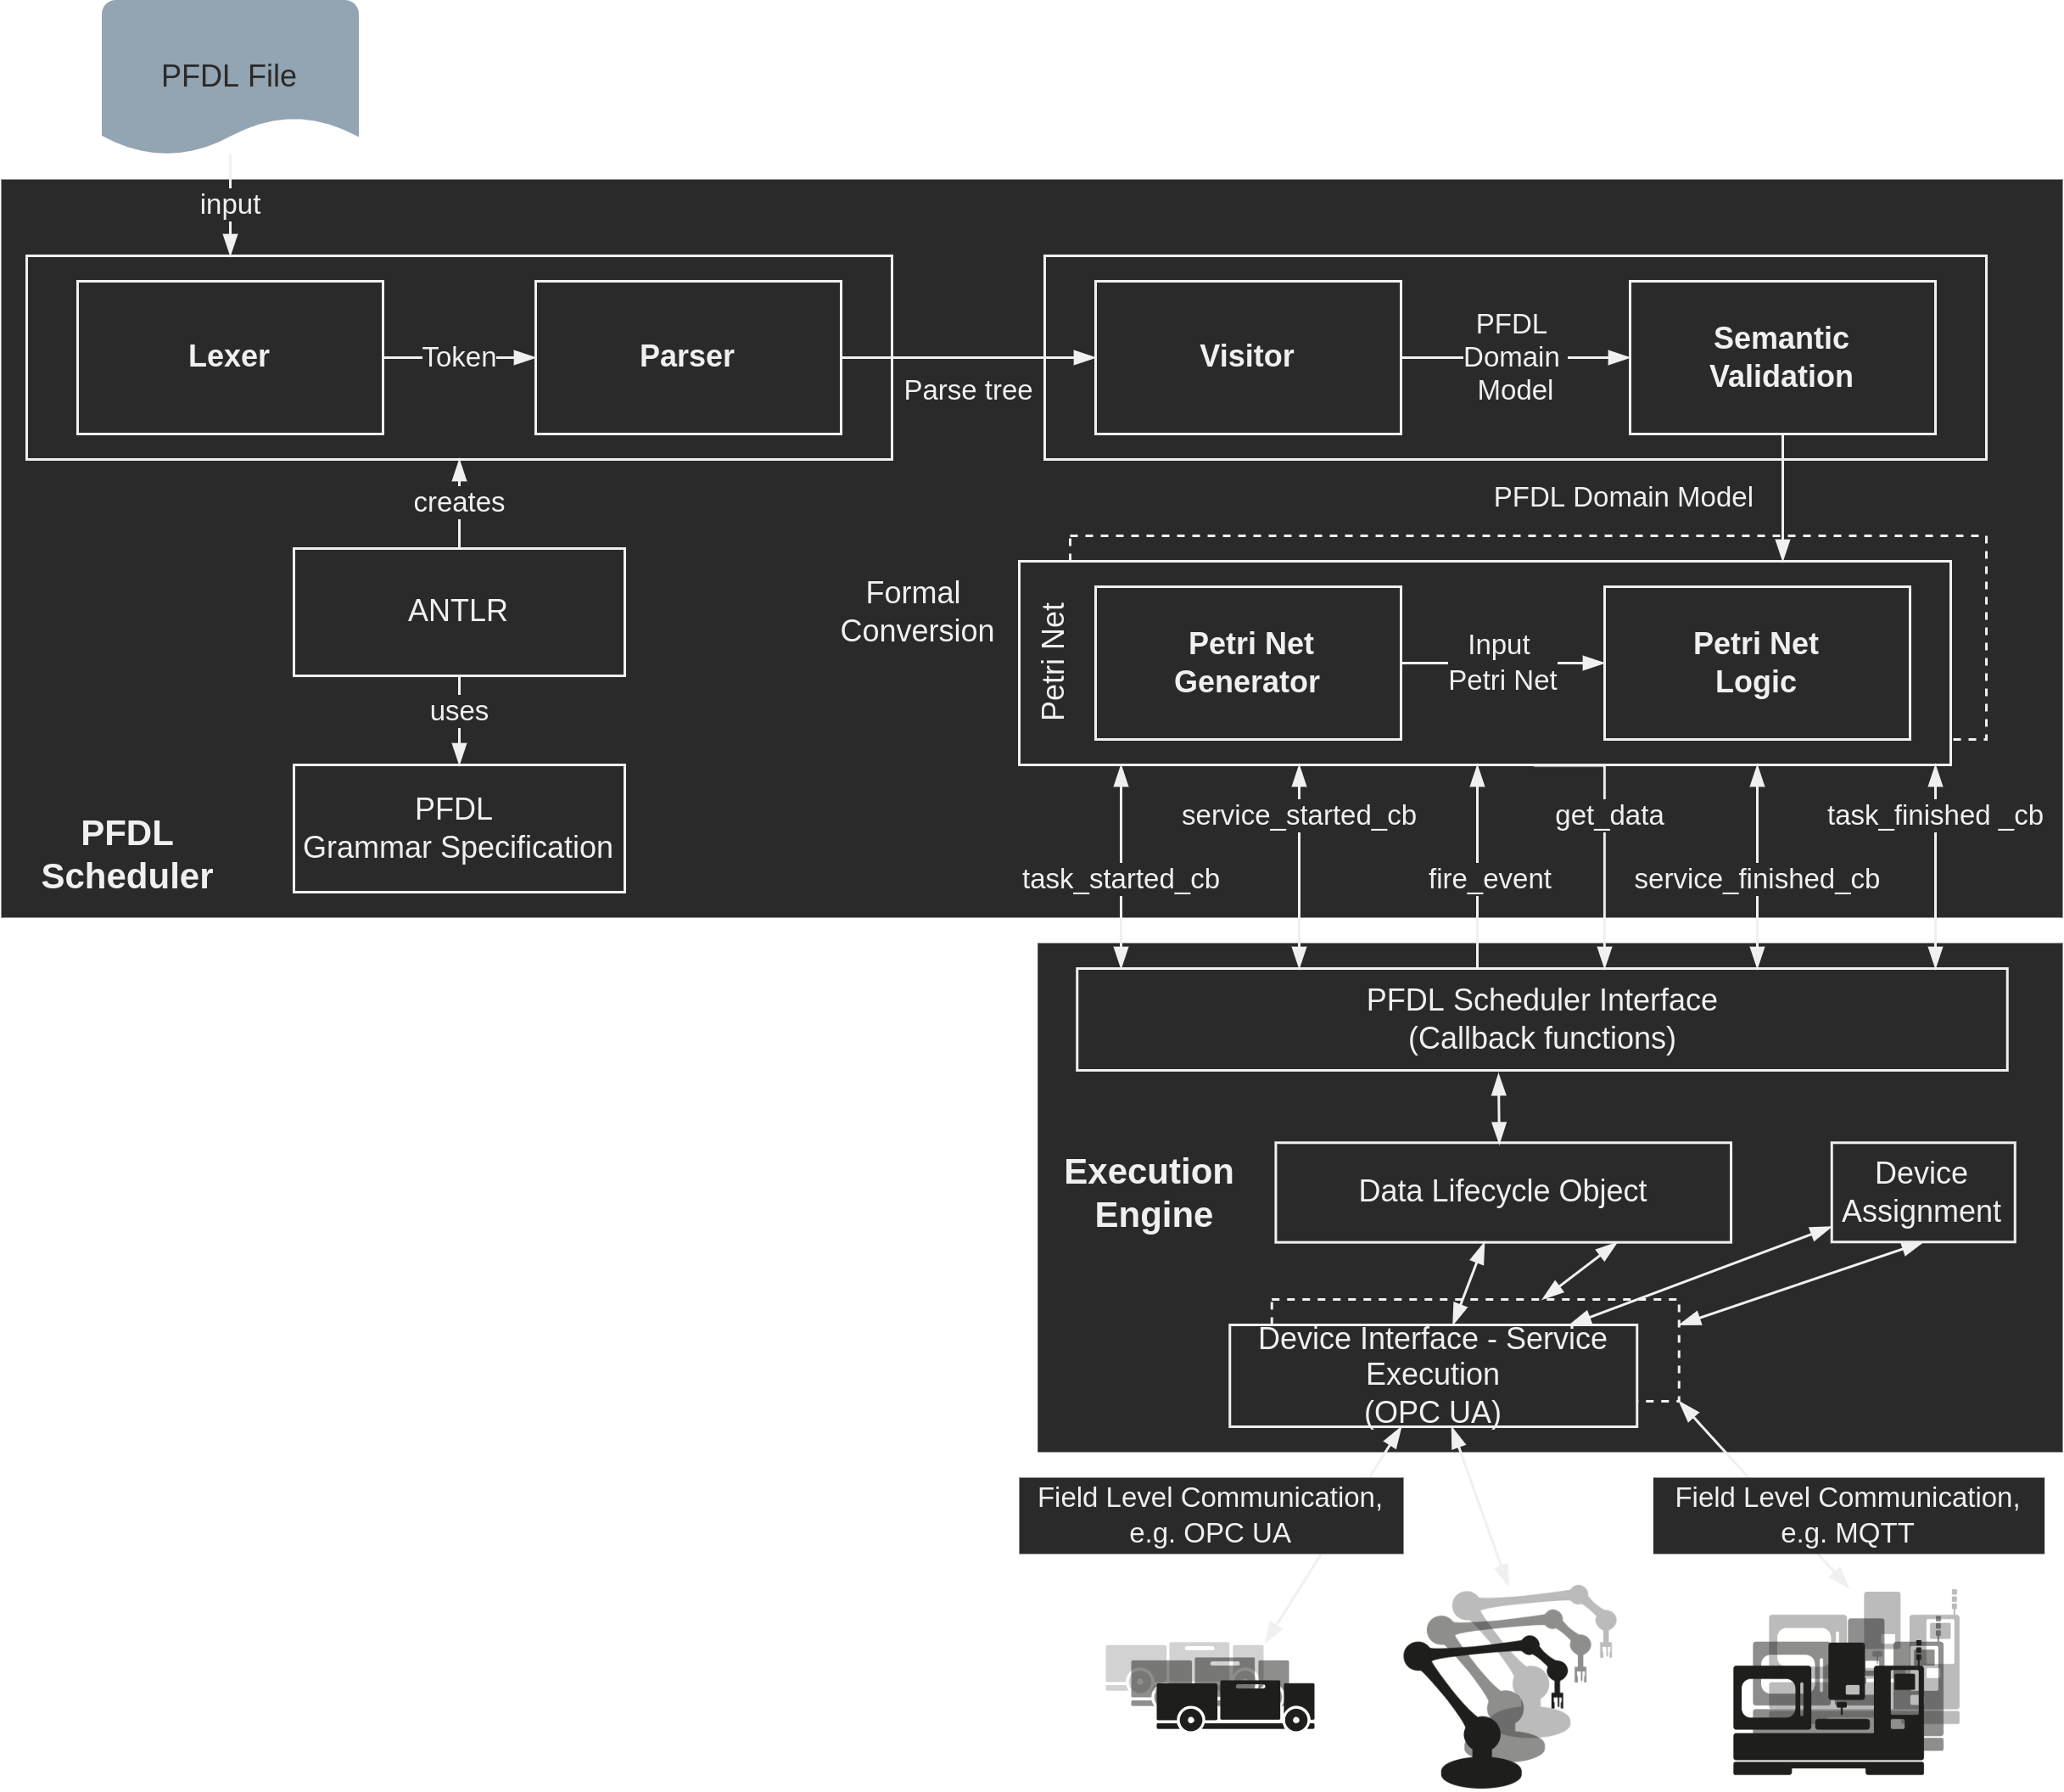 PFDL File
input
Lexer
Token
Parser
Parse tree
Visitor
PFDL
Domain
Model
Semantic
Validation
creates
PFDL Domain Model
ANTLR
Formal
Conversion
Petri Net
Petri Net
Generator
Input
Petri Net
Petri Net
Logic
uses
PFDL
Grammar Specification
PFDL
Scheduler
service_started_cb
get_data
task_finished _cb
task_started_cb
fire_event
service_finished_cb
PFDL Scheduler Interface
(Callback functions)
Execution
Engine
Data Lifecycle Object
Device
Assignment
Device Interface - Service
Execution
(OPC UA)
Field Level Communication,
e.g. OPC UA
Field Level Communication,
e.g. MQTT